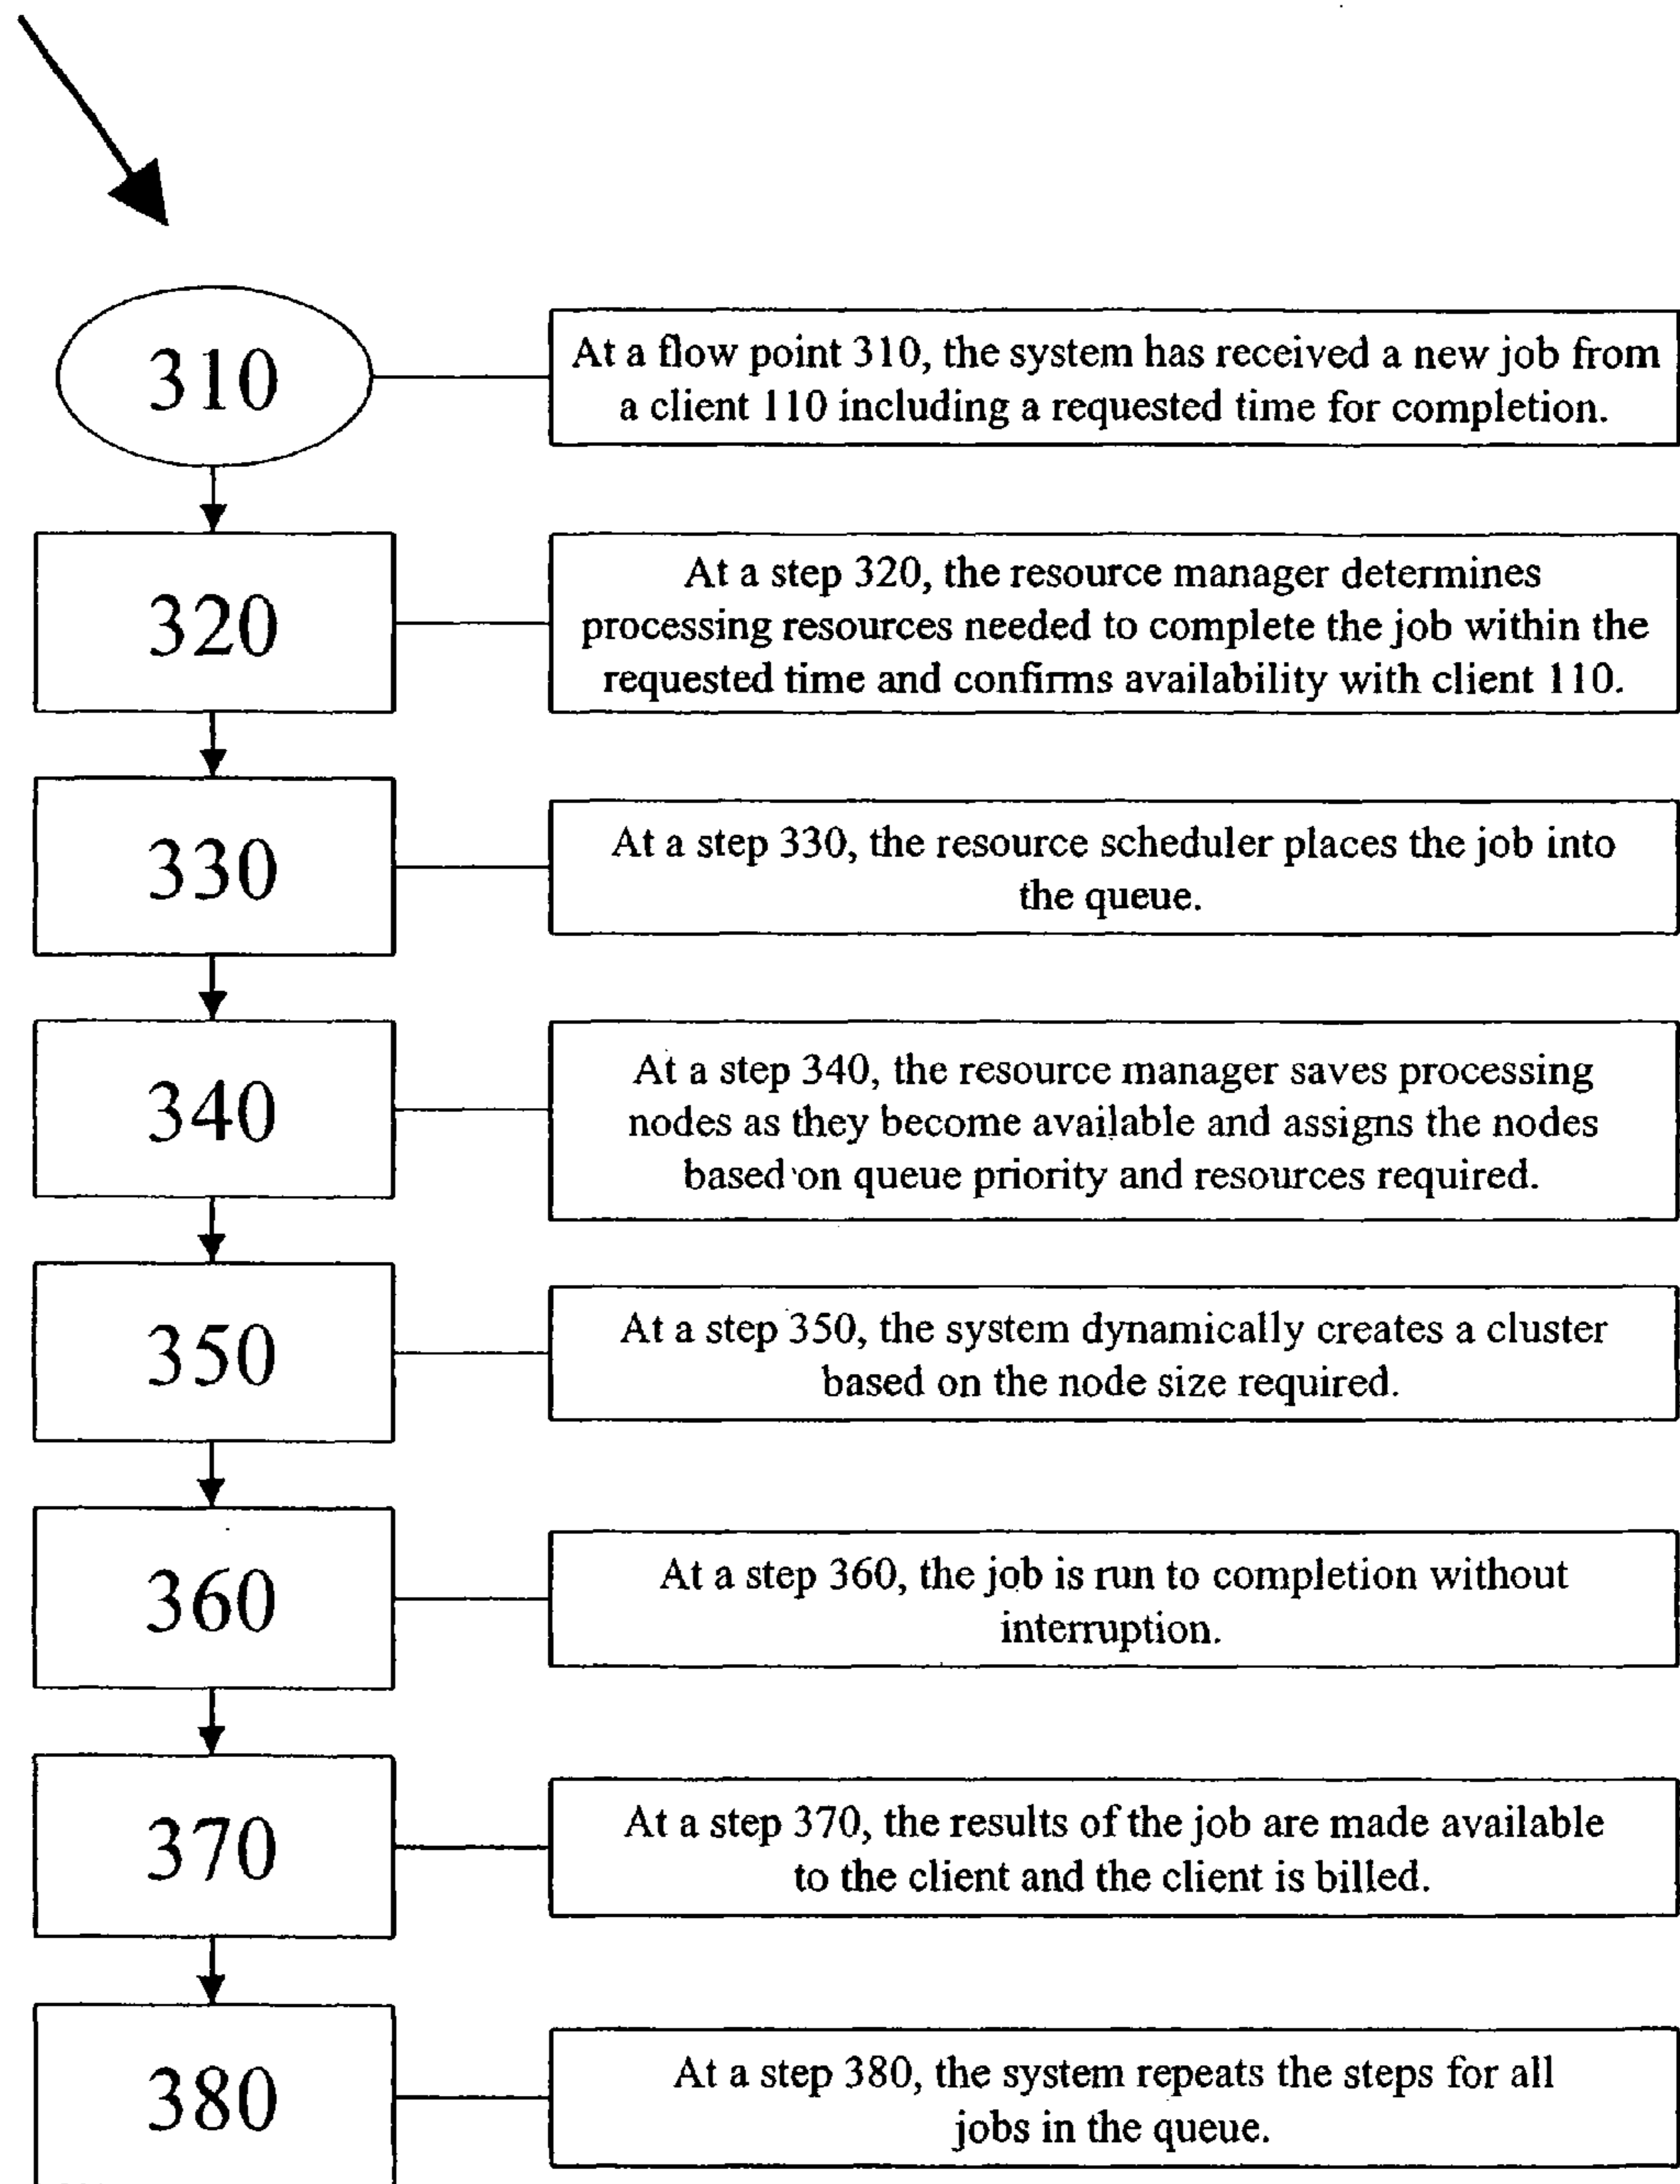 310
At a flow point 310, the system has received a new job from
a client 110 including a requested time for completion.
320
At a step 320, the resource manager determines
processing resources needed to complete the job within the
requested time and confirms availability with client 110.
330
At a step 330, the resource scheduler places the job into
the queue.
340
At a step 340, the resource manager saves processing
nodes as they become available and assigns the nodes
based on queue priority and resources required.
350
At a step 350, the system dynamically creates a cluster
based on the node size required.
360
At a step 360, the job is run to completion without
interruption.
370
At a step 370, the results of the job are made available
to the client and the client is billed.
380
At a step 380, the system repeats the steps for all
jobs in the queue.